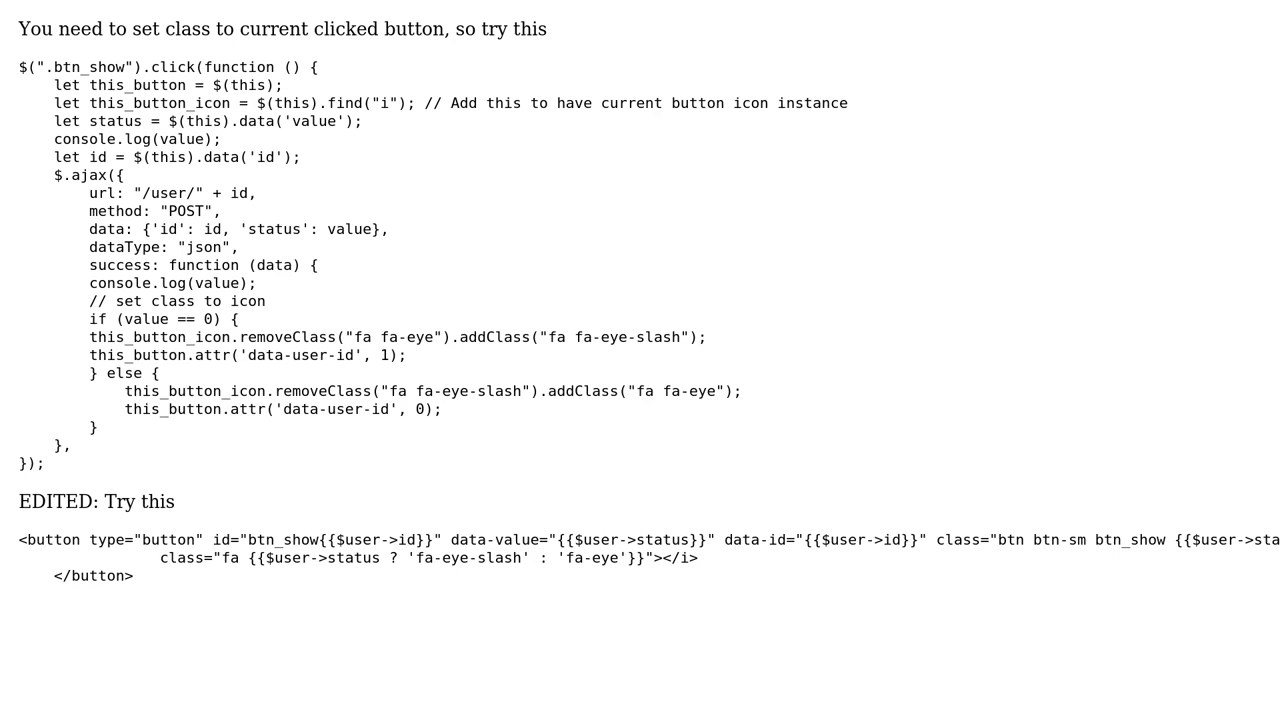 You need to set class to current clicked button, so try this
$(".btn_show").click(function () {
    let this_button = $(this);
    let this_button_icon = $(this).find("i"); // Add this to have current button icon instance
    let status = $(this).data('value');
    console.log(value);
    let id = $(this).data('id');
    $.ajax({
        url: "/user/" + id,
        method: "POST",
        data: {'id': id, 'status': value},
        dataType: "json",
        success: function (data) {
        console.log(value);
        // set class to icon
        if (value == 0) {
        this_button_icon.removeClass("fa fa-eye").addClass("fa fa-eye-slash");
        this_button.attr('data-user-id', 1);
        } else {
            this_button_icon.removeClass("fa fa-eye-slash").addClass("fa fa-eye");
            this_button.attr('data-user-id', 0);
        }
    },
});
EDITED: Try this
<button type="button" id="btn_show{{$user->id}}" data-value="{{$user->status}}" data-id="{{$user->id}}" class="btn btn-sm btn_show {{$user->sta
                class="fa {{$user->status ? 'fa-eye-slash' : 'fa-eye'}}"></i>
    </button>